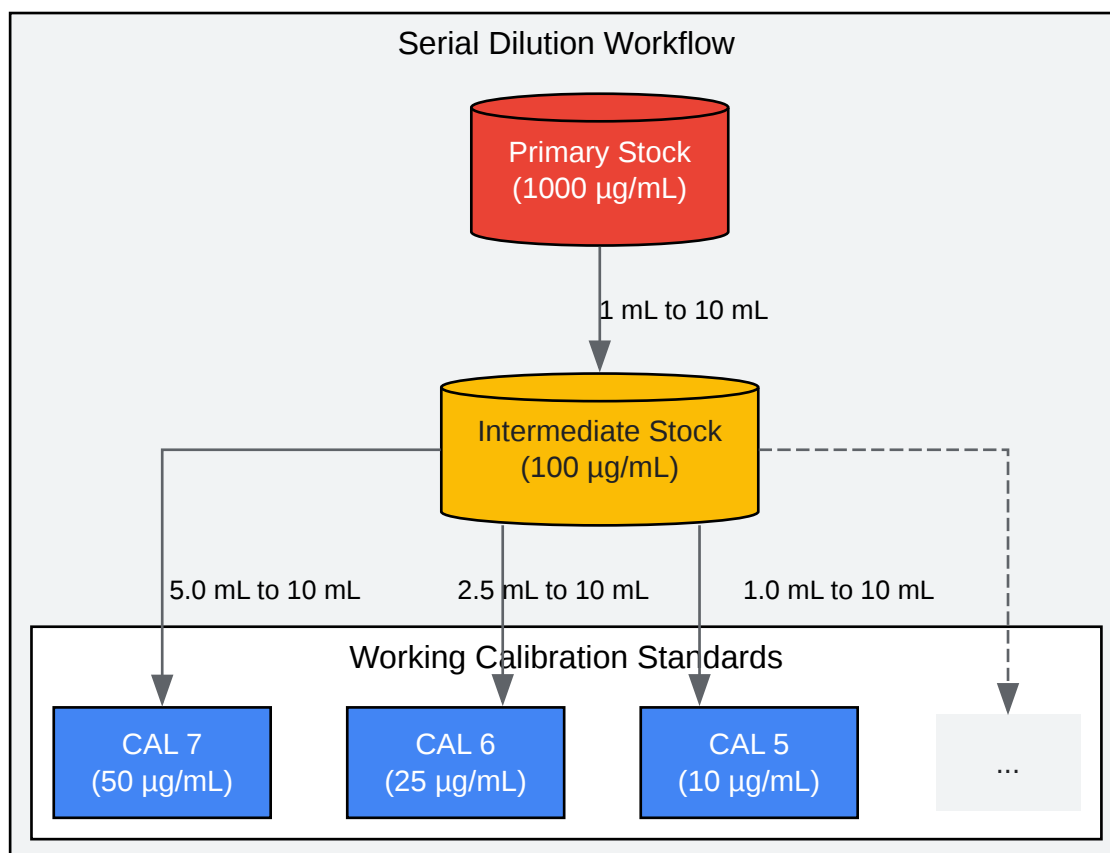 Serial Dilution Workflow
Primary Stock
(1000 µg/mL)
1 mL to 10 mL
Intermediate Stock
(100 µg/mL)
5.0 mL to 10 mL
2.5 mL to 10 mL
1.0 mL to 10 mL
Working Calibration Standards
CAL 7
(50 µg/mL)
CAL 6
(25 µg/mL)
CAL 5
(10 µg/mL)
...